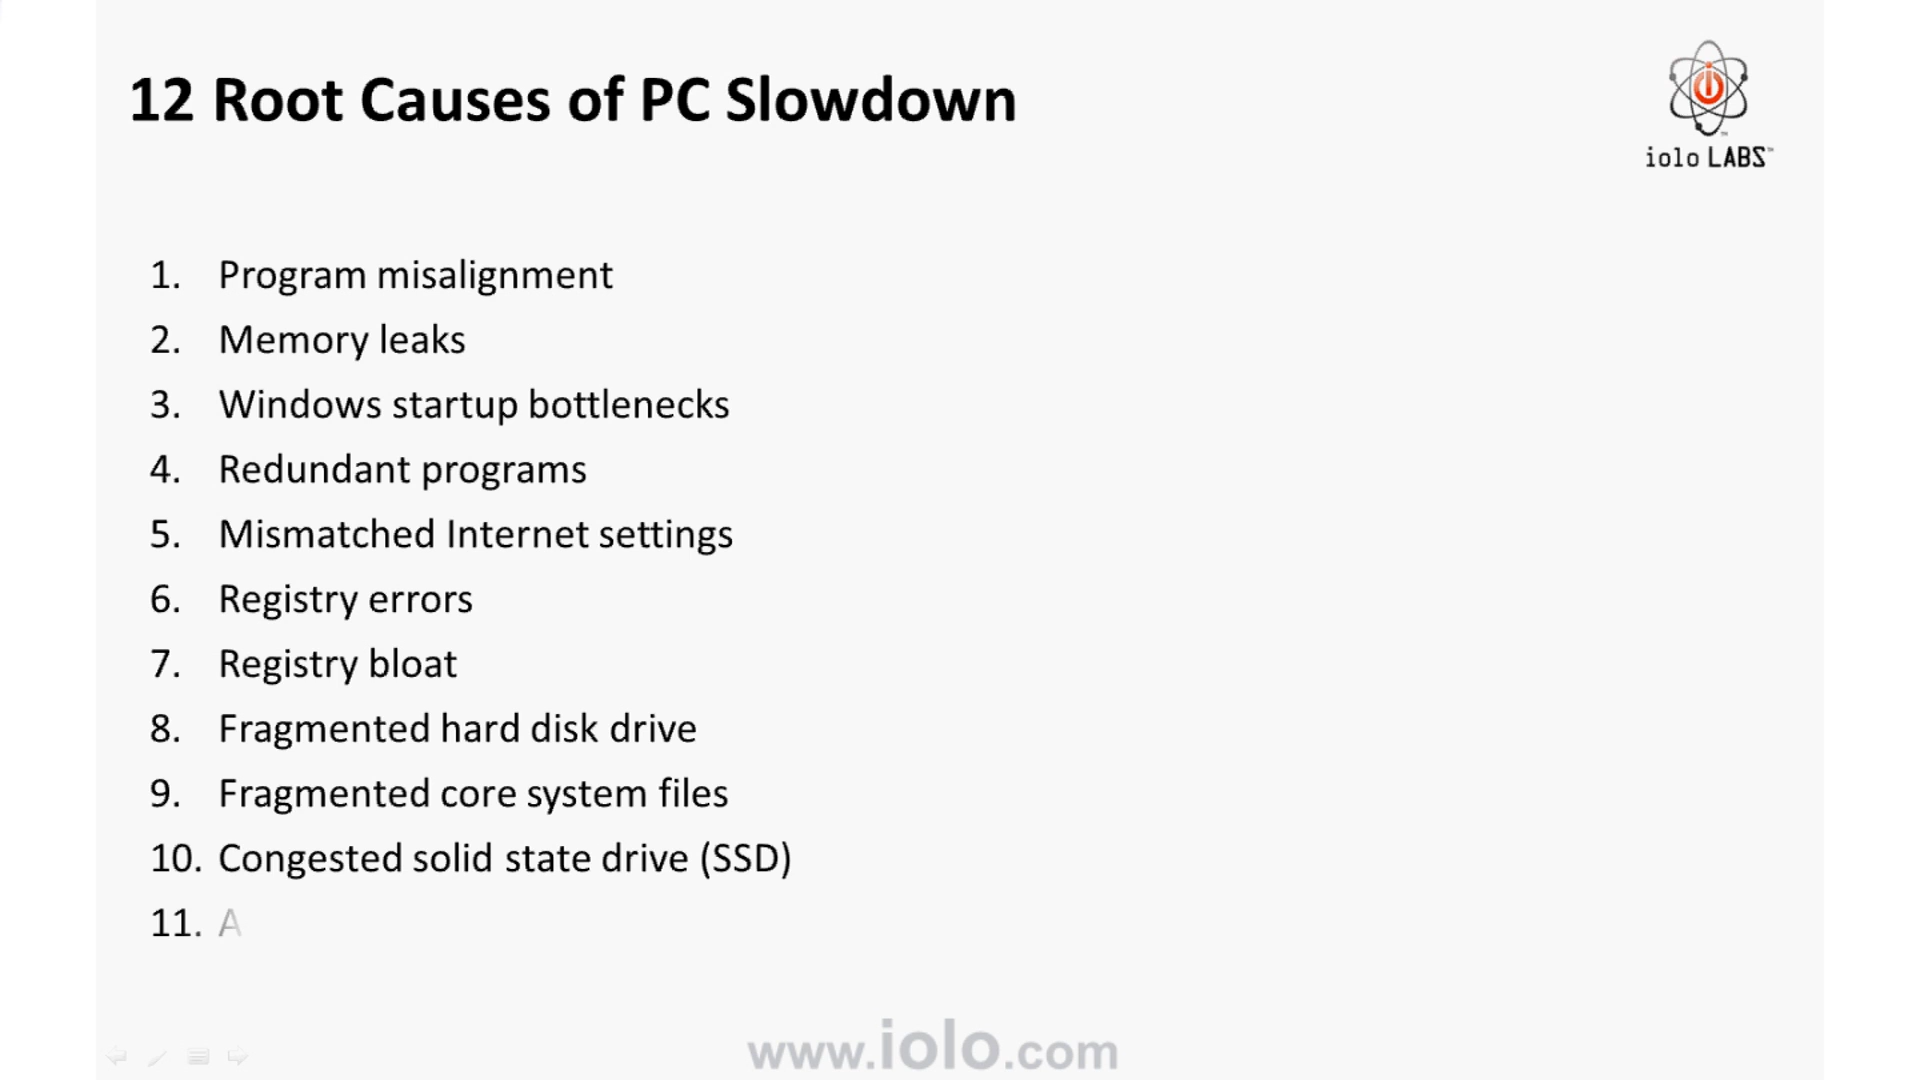 12 Root Causes of PC Slowdown
iolo LABS™
1. Program misalignment
2. Memory leaks
3. Windows startup bottlenecks
4. Redundant programs
5. Mismatched Internet settings
6. Registry errors
7. Registry bloat
8. Fragmented hard disk drive
9. Fragmented core system files
10. Congested solid state drive (SSD)
11. A
www.iolo.com